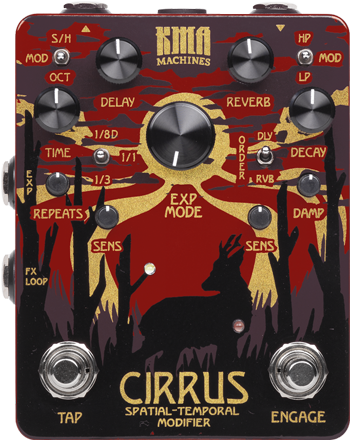 S/H
HP
MOD
KMA
MACHINES
MOD
OCT
LP
DELAY
REVERB
1/8D
DLY
TIME
1/1
ORDER
DECAY
EXP
1/3
RVB
REPEATS
EXP
MODE
DAMP
SENS
SENS
FX
LOOP
CIRRUS
SPATIAL-TEMPORAL
MODIFIER
TAP
ENGAGE